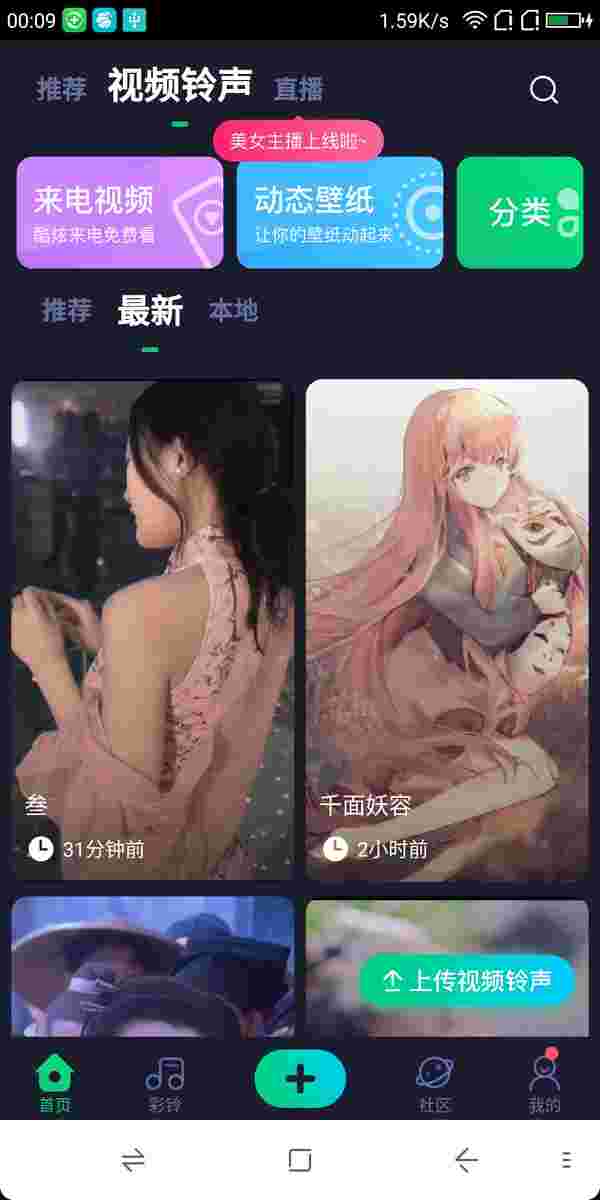 00:09
1.59K/s
推荐 视频铃声 直播
美女主播上线啦~
来电视频
酷炫来电免费看
动态壁纸
让你的壁纸动起来
分类
推荐 最新 本地
叁
31分钟前
千面妖容
2小时前
上传视频铃声
首页
彩铃
社区
我的